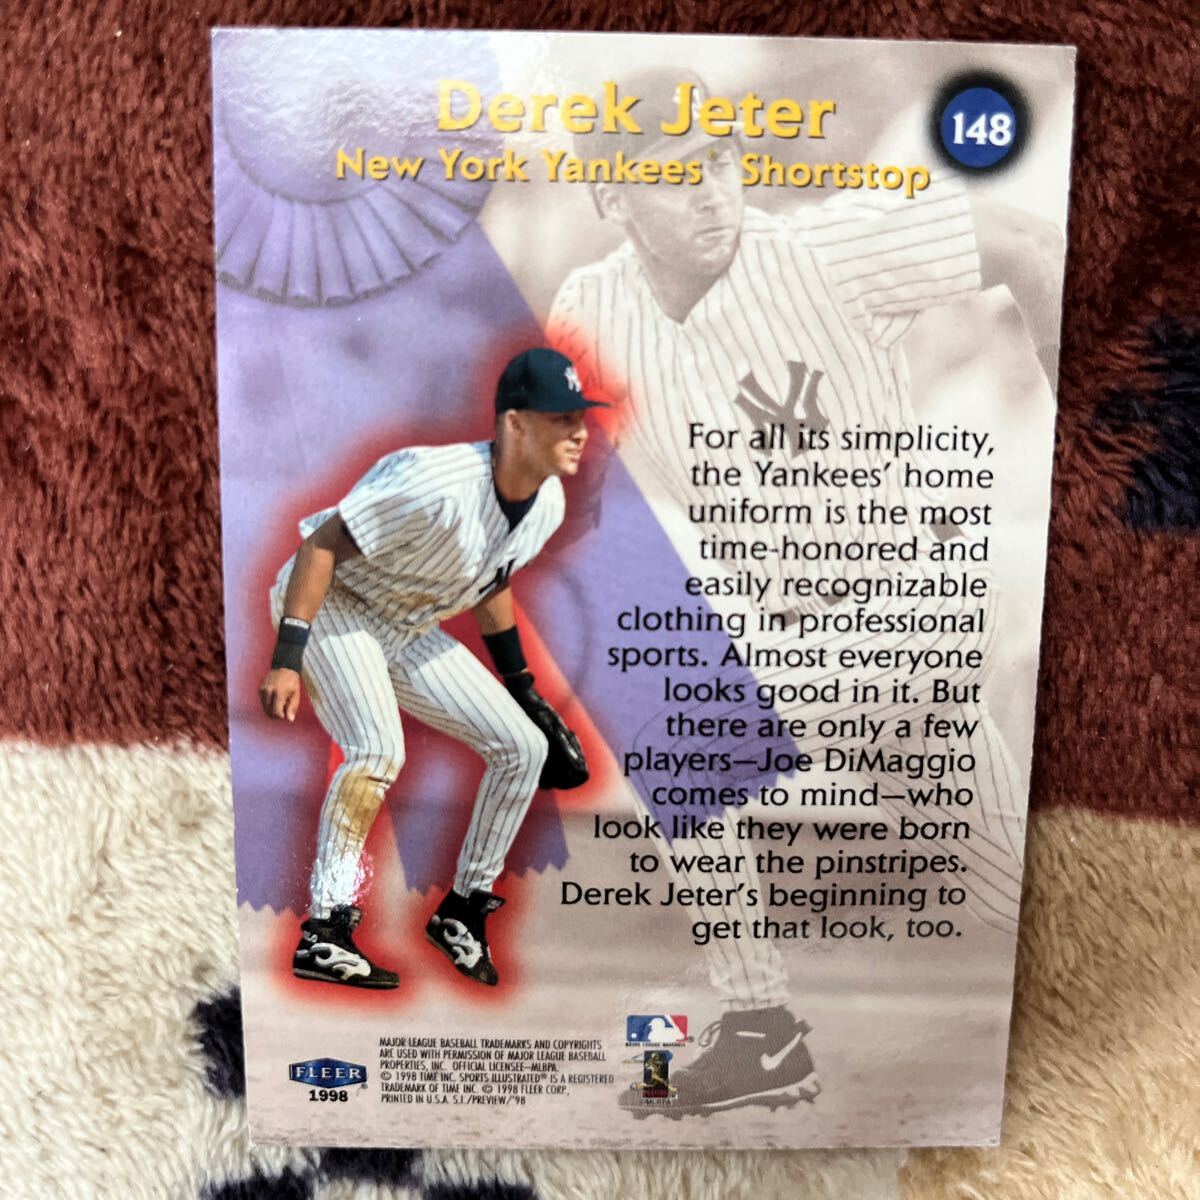 Derek Jeter
148
New York Yankees • Shortstop
For all its simplicity,
the Yankees' home
uniform is the most
time-honored and
easily recognizable
clothing in professional
sports. Almost everyone
looks good in it. But
there are only a few
players—Joe DiMaggio
comes to mind—who
look like they were born
to wear the pinstripes.
Derek Jeter's beginning to
get that look, too.
FLEER ®
1998
MAJOR LEAGUE BASEBALL TRADEMARKS AND COPYRIGHTS
ARE USED WITH PERMISSION OF MAJOR LEAGUE BASEBALL
PROPERTIES, INC. OFFICIAL LICENSEE—MLBPA.
© 1998 TIME INC. SPORTS ILLUSTRATED® IS A REGISTERED
TRADEMARK OF TIME INC. © 1998 FLEER CORP.,
PRINTED IN U.S.A. S.I./PREVIEW/'98
MAJOR LEAGUE BASEBALL
©MLBPA